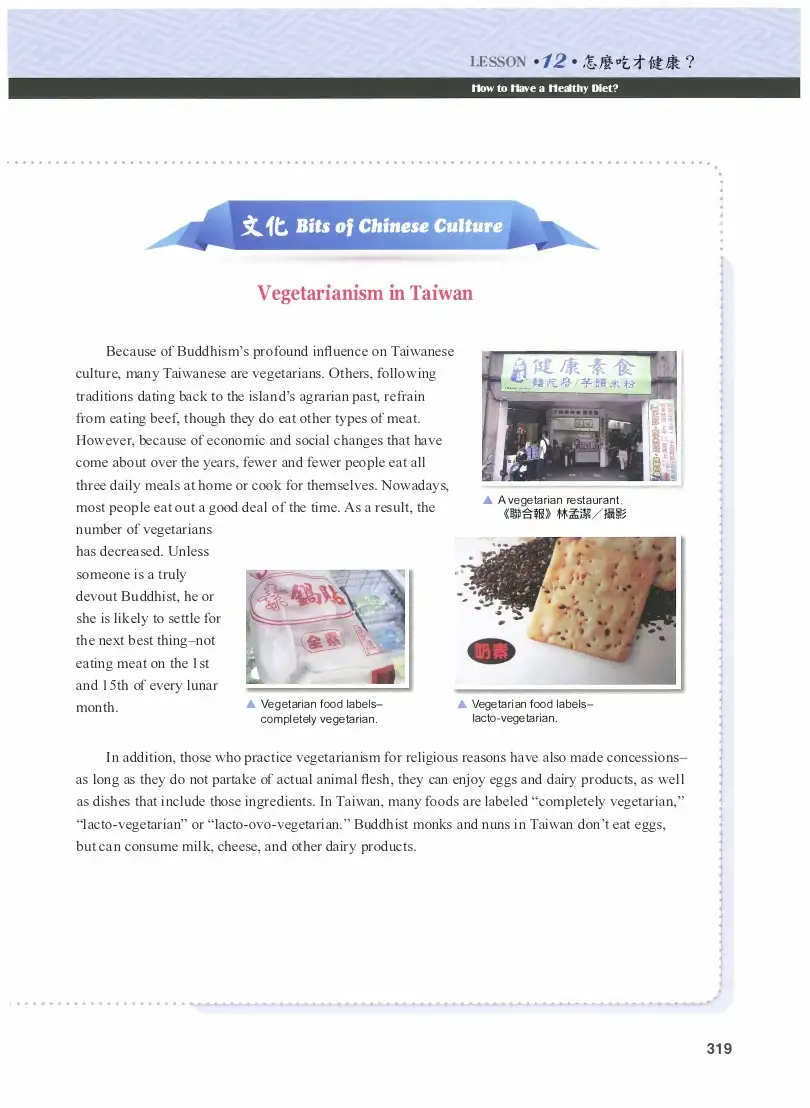 LESSON •12• 怎麼吃才健康？
How to Have a Healthy Diet?
文化 Bits of Chinese Culture
Vegetarianism in Taiwan
Because of Buddhism’s profound influence on Taiwanese
culture, many Taiwanese are vegetarians. Others, following
traditions dating back to the island’s agrarian past, refrain
from eating beef, though they do eat other types of meat.
However, because of economic and social changes that have
come about over the years, fewer and fewer people eat all
three daily meals at home or cook for themselves. Nowadays,
most people eat out a good deal of the time. As a result, the
number of vegetarians
has decreased. Unless
someone is a truly
devout Buddhist, he or
she is likely to settle for
the next best thing–not
eating meat on the 1st
and 15th of every lunar
month.
健康素食
/芋頭米粉
▲ A vegetarian restaurant.
《聯合報》林孟潔／攝影
素鍋貼
全素
▲ Vegetarian food labels–
completely vegetarian.
奶素
▲ Vegetarian food labels–
lacto-vegetarian.
In addition, those who practice vegetarianism for religious reasons have also made concessions–
as long as they do not partake of actual animal flesh, they can enjoy eggs and dairy products, as well
as dishes that include those ingredients. In Taiwan, many foods are labeled “completely vegetarian,”
“lacto-vegetarian” or “lacto-ovo-vegetarian.” Buddhist monks and nuns in Taiwan don’t eat eggs,
but can consume milk, cheese, and other dairy products.
319